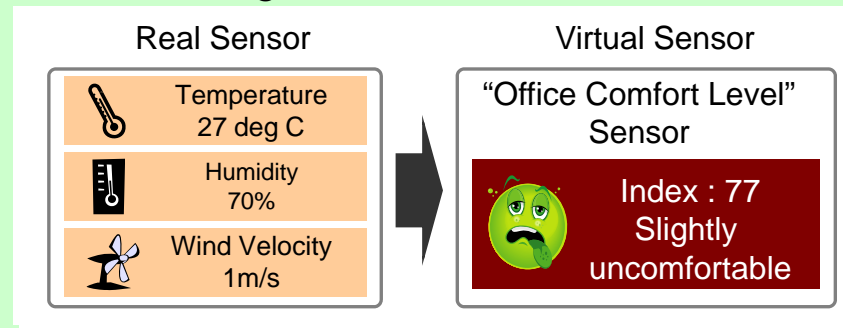 Real Sensor
Temperature
27 deg C
Humidity
70%
Wind Velocity
1m/s
Virtual Sensor
“Office Comfort Level”
Sensor
Index : 77
Slightly
uncomfortable